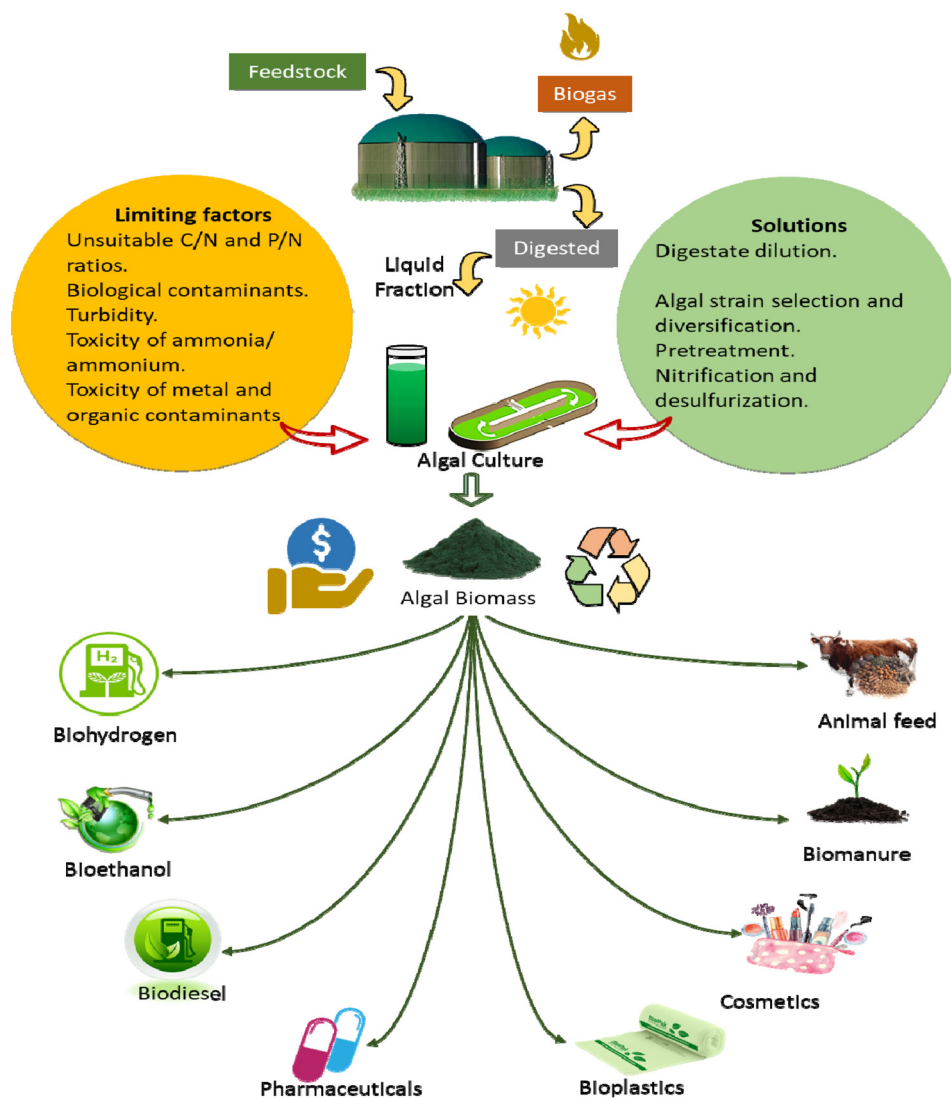 Feedstock
Biogas
Limiting factors
Unsuitable C/N and P/N
ratios.
Biological contaminants.
Turbidity.
Toxicity of ammonia/
ammonium.
Toxicity of metal and
organic contaminants
Digested
Liquid
Fraction
Solutions
Digestate dilution.
Algal strain selection and
diversification.
Pretreatment.
Nitrification and
desulfurization.
Algal Culture
$
Algal Biomass
H₂
Biohydrogen
Animal feed
Bioethanol
Biomanure
Biodiesel
Cosmetics
Pharmaceuticals
Bioplastics